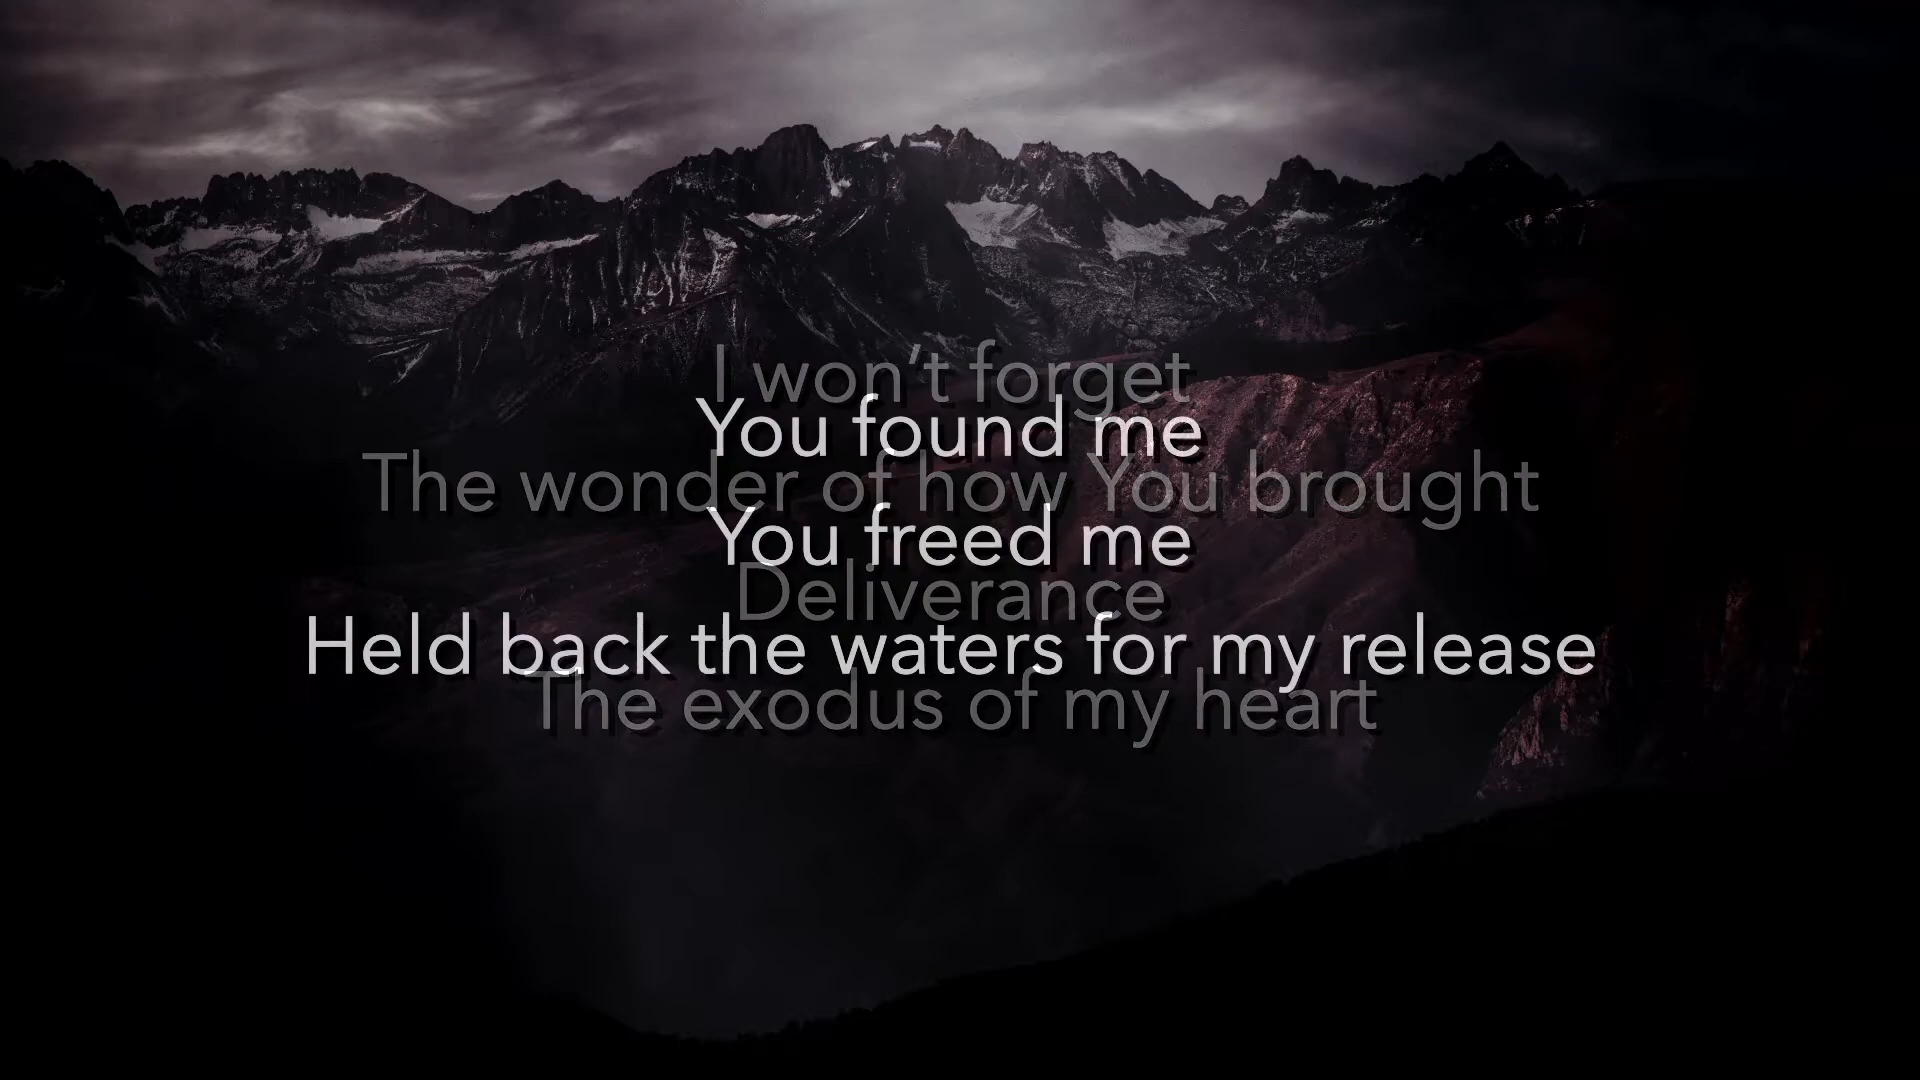 I won't forget
You found me
The wonder of how You brought
You freed me
Deliverance
Held back the waters for my release
The exodus of my heart